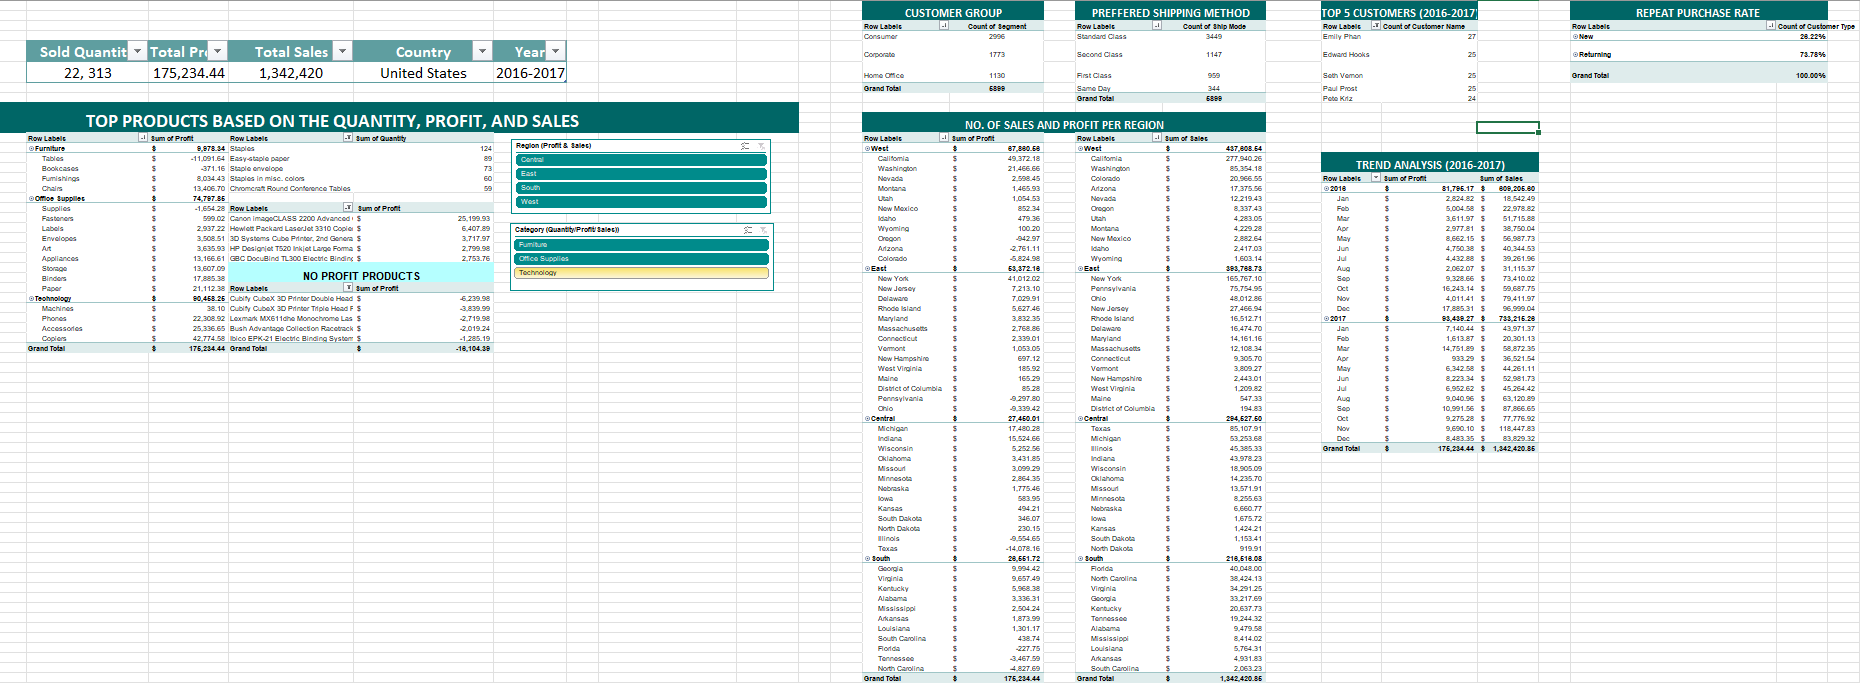 Sold Quantit Total Pr Total Sales Country Year
22, 313 175,234.44 1,342,420 United States 2016-2017
TOP PRODUCTS BASED ON THE QUANTITY, PROFIT, AND SALES
Row Labels Sum of Profit
Furniture $ 9,978.34
Tables $ -11,091.64
Bookcases $ -371.16
Furnishings $ 8,034.43
Chairs $ 13,406.70
Office Supplies $ 74,797.85
Supplies $ -1,654.28
Fasteners $ 599.02
Labels $ 2,937.22
Envelopes $ 3,508.51
Art $ 3,635.93
Appliances $ 13,166.61
Storage $ 13,607.09
Binders $ 17,885.38
Paper $ 21,112.38
Technology $ 90,458.25
Machines $ 38.10
Phones $ 22,308.92
Accessories $ 25,336.65
Copiers $ 42,774.58
Grand Total $ 175,234.44
Row Labels Sum of Quantity
Staples 124
Easy-staple paper 89
Staple envelope 73
Staples in misc. colors 60
Chromcraft Round Conference Tables 59
Row Labels Sum of Profit
Canon imageCLASS 2200 Advanced $ 25,199.93
Hewlett Packard LaserJet 3310 Copie $ 6,407.89
3D Systems Cube Printer, 2nd Genera $ 3,717.97
HP Designjet T520 Inkjet Large Forma $ 2,799.98
GBC DocuBind TL300 Electric Binding $ 2,753.76
NO PROFIT PRODUCTS
Row Labels Sum of Profit
Cubify CubeX 3D Printer Double Head $ -6,239.98
Cubify CubeX 3D Printer Triple Head P $ -3,839.99
Lexmark MX611dhe Monochrome Las $ -2,719.98
Bush Advantage Collection Racetrack $ -2,019.24
Ibico EPK-21 Electric Binding System $ -1,285.19
Grand Total $ -16,104.39
Region (Profit & Sales)
Central
East
South
West
Category (Quantity/Profit/Sales))
Furniture
Office Supplies
Technology
CUSTOMER GROUP
Row Labels Count of Segment
Consumer 2996
Corporate 1773
Home Office 1130
Grand Total 5899
PREFFERED SHIPPING METHOD
Row Labels Count of Ship Mode
Standard Class 3449
Second Class 1147
First Class 959
Same Day 344
Grand Total 5899
NO. OF SALES AND PROFIT PER REGION
Row Labels Sum of Profit
West $ 67,860.56
California $ 49,372.18
Washington $ 21,466.66
Nevada $ 2,598.45
Montana $ 1,465.93
Utah $ 1,054.53
New Mexico $ 852.34
Idaho $ 479.36
Wyoming $ 100.20
Oregon $ -942.97
Arizona $ -2,761.11
Colorado $ -5,824.98
East $ 53,372.16
New York $ 41,012.02
New Jersey $ 7,213.10
Delaware $ 7,029.91
Rhode Island $ 5,627.46
Maryland $ 3,832.35
Massachusetts $ 2,768.86
Connecticut $ 2,339.01
Vermont $ 1,053.05
New Hampshire $ 697.12
West Virginia $ 185.92
Maine $ 165.29
District of Columbia $ 85.28
Pennsylvania $ -9,297.80
Ohio $ -9,339.42
Central $ 27,450.01
Michigan $ 17,480.28
Indiana $ 15,524.66
Wisconsin $ 5,252.56
Oklahoma $ 3,431.85
Missouri $ 3,099.29
Minnesota $ 2,864.35
Nebraska $ 1,775.46
Iowa $ 583.95
Kansas $ 494.21
South Dakota $ 346.07
North Dakota $ 230.15
Illinois $ -9,554.65
Texas $ -14,078.16
South $ 26,551.72
Georgia $ 9,994.42
Virginia $ 9,657.49
Kentucky $ 5,968.38
Alabama $ 3,336.31
Mississippi $ 2,504.24
Arkansas $ 1,873.99
Louisiana $ 1,301.17
South Carolina $ 438.74
Florida $ -227.75
Tennessee $ -3,467.59
North Carolina $ -4,827.69
Grand Total $ 175,234.44
Row Labels Sum of Sales
West $ 437,608.54
California $ 277,940.26
Washington $ 85,354.18
Colorado $ 20,966.55
Arizona $ 17,375.56
Nevada $ 12,219.43
Oregon $ 8,337.43
Utah $ 4,283.05
Montana $ 4,229.28
New Mexico $ 2,882.64
Idaho $ 2,417.03
Wyoming $ 1,603.14
East $ 393,768.73
New York $ 165,767.10
Pennsylvania $ 75,754.95
Ohio $ 48,012.86
New Jersey $ 27,466.94
Rhode Island $ 16,512.71
Delaware $ 16,474.70
Maryland $ 14,161.16
Massachusetts $ 12,108.34
Connecticut $ 9,305.70
Vermont $ 3,809.27
New Hampshire $ 2,443.01
West Virginia $ 1,209.82
Maine $ 547.33
District of Columbia $ 194.83
Central $ 294,527.50
Texas $ 85,107.91
Michigan $ 53,253.68
Illinois $ 45,385.33
Indiana $ 43,978.23
Wisconsin $ 18,905.09
Oklahoma $ 14,235.70
Missouri $ 13,571.91
Minnesota $ 8,255.63
Nebraska $ 6,660.77
Iowa $ 1,675.72
Kansas $ 1,424.21
South Dakota $ 1,153.41
North Dakota $ 919.91
South $ 216,516.08
Florida $ 40,048.00
North Carolina $ 38,424.13
Virginia $ 34,291.25
Georgia $ 33,217.69
Kentucky $ 20,637.73
Tennessee $ 19,244.32
Alabama $ 9,479.58
Mississippi $ 8,414.02
Louisiana $ 5,764.31
Arkansas $ 4,931.83
South Carolina $ 2,063.23
Grand Total $ 1,342,420.85
TOP 5 CUSTOMERS (2016-2017)
Row Labels Count of Customer Name
Emily Phan 27
Edward Hooks 25
Seth Vernon 25
Paul Prost 25
Pete Kriz 24
TREND ANALYSIS (2016-2017)
Row Labels Sum of Profit Sum of Sales
2016 $ 81,795.17 $ 609,205.60
Jan $ 2,824.82 $ 18,542.49
Feb $ 5,004.58 $ 22,978.82
Mar $ 3,611.97 $ 51,715.88
Apr $ 2,977.81 $ 38,750.04
May $ 8,662.15 $ 56,987.73
Jun $ 4,750.38 $ 40,344.53
Jul $ 4,432.88 $ 39,261.96
Aug $ 2,062.07 $ 31,115.37
Sep $ 9,328.66 $ 73,410.02
Oct $ 16,243.14 $ 59,687.75
Nov $ 4,011.41 $ 79,411.97
Dec $ 17,885.31 $ 96,999.04
2017 $ 93,439.27 $ 733,215.26
Jan $ 7,140.44 $ 43,971.37
Feb $ 1,613.87 $ 20,301.13
Mar $ 14,751.89 $ 58,872.35
Apr $ 933.29 $ 36,521.54
May $ 6,342.58 $ 44,261.11
Jun $ 8,223.34 $ 52,981.73
Jul $ 6,952.62 $ 45,264.42
Aug $ 9,040.96 $ 63,120.89
Sep $ 10,991.56 $ 87,866.65
Oct $ 9,275.28 $ 77,776.92
Nov $ 9,690.10 $ 118,447.83
Dec $ 8,483.35 $ 83,829.32
Grand Total $ 175,234.44 $ 1,342,420.85
REPEAT PURCHASE RATE
Row Labels Count of Customer Type
New 26.22%
Returning 73.78%
Grand Total 100.00%